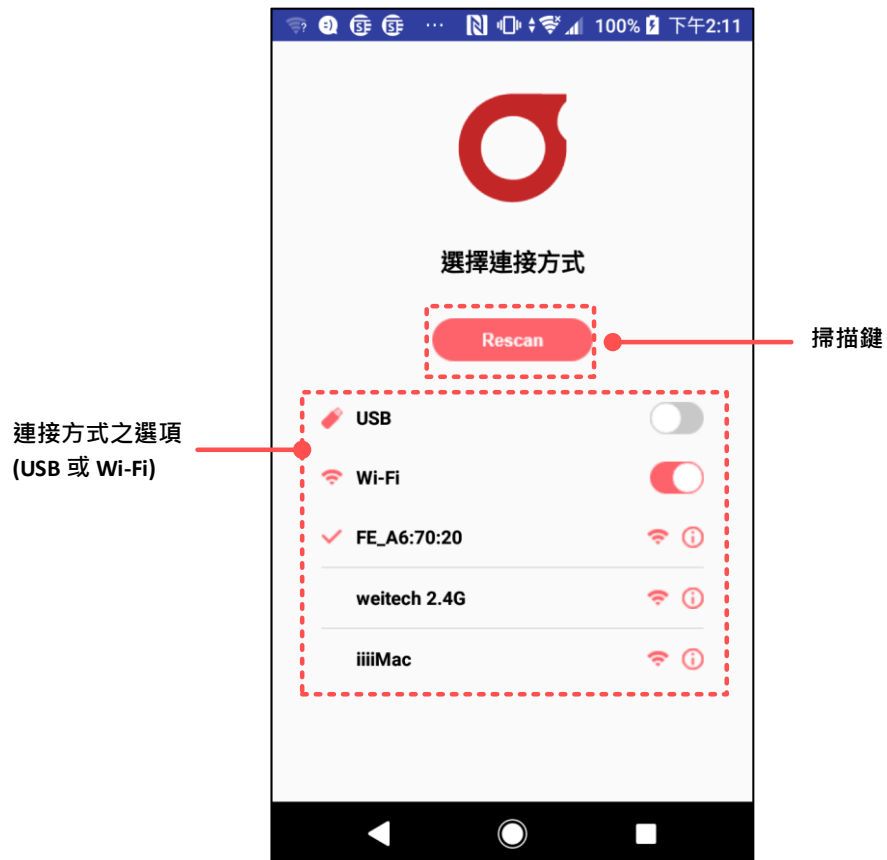 100% 下午2:11
選擇連接方式
Rescan
掃描鍵
連接方式之選項
(USB 或 Wi-Fi)
USB
Wi-Fi
FE_A6:70:20
weitech 2.4G
iiiiMac